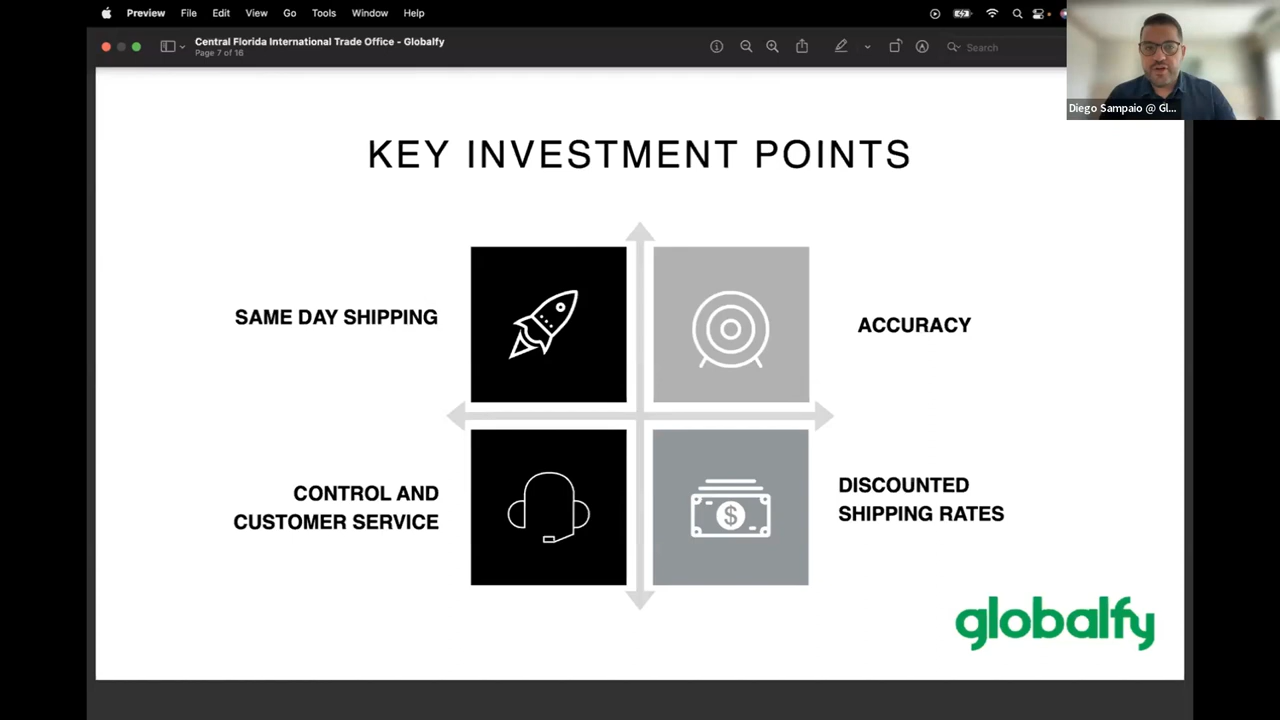 Preview File Edit View Go Tools Window Help
Central Florida International Trade Office - Globalfy
Page 7 of 16
Search
Diego Sampaio @ Gl...
KEY INVESTMENT POINTS
SAME DAY SHIPPING
ACCURACY
CONTROL AND
CUSTOMER SERVICE
$
DISCOUNTED
SHIPPING RATES
globalfy